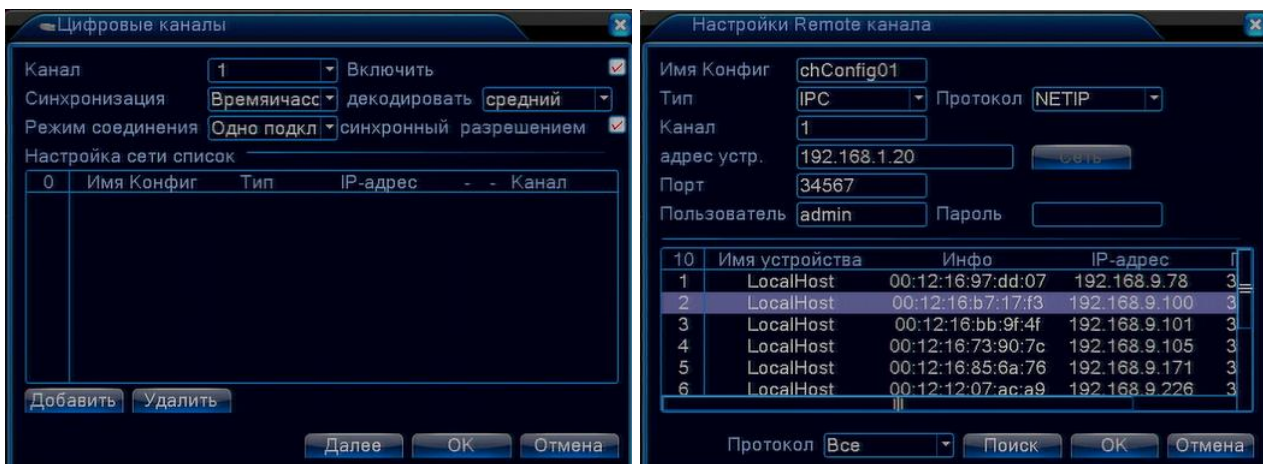 Цифровые каналы
Канал 1 Включить
Синхронизация Времяичасс декодировать средний
Режим соединения Одно подкл синхронный разрешением
Настройка сети список
0 Имя Конфиг Тип IP-адрес - - Канал
Добавить Удалить
Далее OK Отмена
Настройки Remote канала
Имя Конфиг chConfig01
Тип IPC Протокол NETIP
Канал 1
адрес устр. 192.168.1.20 Сеть
Порт 34567
Пользователь admin Пароль
10 Имя устройства Инфо IP-адрес
1 LocalHost 00:12:16:97:dd:07 192.168.9.78 3
2 LocalHost 00:12:16:b7:17:f3 192.168.9.100 3
3 LocalHost 00:12:16:bb:9f:4f 192.168.9.101 3
4 LocalHost 00:12:16:73:90:7c 192.168.9.105 3
5 LocalHost 00:12:16:85:6a:76 192.168.9.171 3
6 LocalHost 00:12:12:07:ac:a9 192.168.9.226 3
Протокол Все Поиск OK Отмена